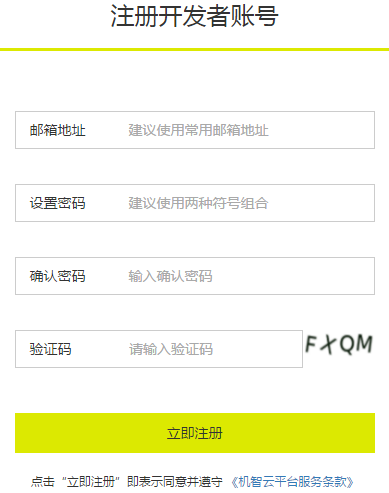 注册开发者账号
邮箱地址 建议使用常用邮箱地址
设置密码 建议使用两种符号组合
确认密码 输入确认密码
验证码 请输入验证码 FXQM
立即注册
点击“立即注册”即表示同意并遵守《机智云平台服务条款》